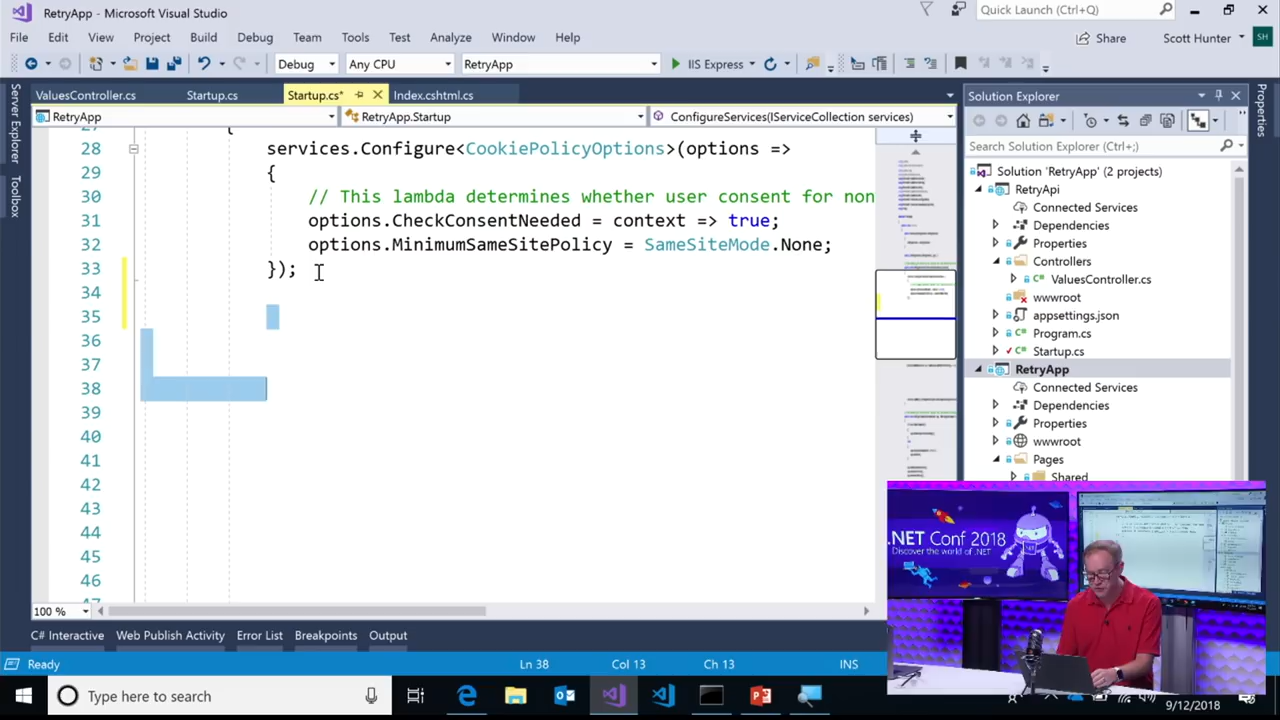 RetryApp - Microsoft Visual Studio
Quick Launch (Ctrl+Q)
File Edit View Project Build Debug Team Tools Test Analyze Window Help
Share
Scott Hunter
SH
Debug
Any CPU
RetryApp
IIS Express
Server Explorer
Toolbox
ValuesController.cs
Startup.cs
Startup.cs*
Index.cshtml.cs
RetryApp
RetryApp.Startup
ConfigureServices(IServiceCollection services)
27 {
28 services.Configure<CookiePolicyOptions>(options =>
29 {
30 // This lambda determines whether user consent for non
31 options.CheckConsentNeeded = context => true;
32 options.MinimumSameSitePolicy = SameSiteMode.None;
33 });
34
35
36
37
38
39
40
41
42
43
44
45
46
47
100 %
Solution Explorer
Search Solution Explorer (Ctrl+;)
Solution 'RetryApp' (2 projects)
RetryApi
Connected Services
Dependencies
Properties
Controllers
ValuesController.cs
wwwroot
appsettings.json
Program.cs
Startup.cs
RetryApp
Connected Services
Dependencies
Properties
wwwroot
Pages
Shared
Properties
.NET Conf 2018
Discover the world of .NET
C# Interactive Web Publish Activity Error List Breakpoints Output
Ready
Ln 38
Col 13
Ch 13
INS
Type here to search
9/12/2018